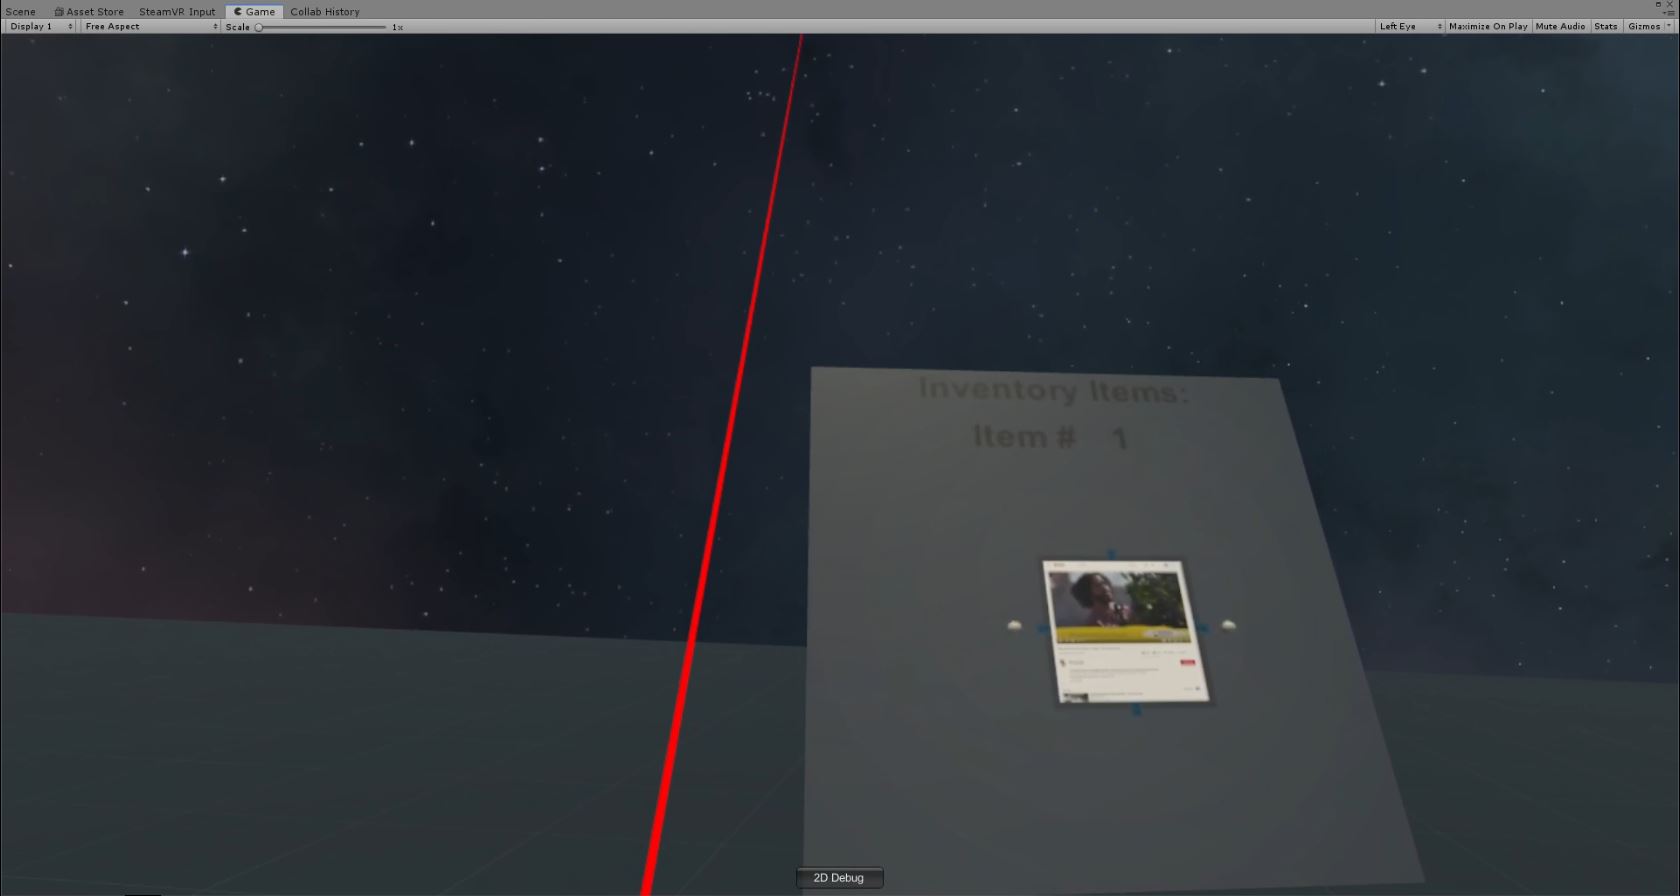 Scene Asset Store SteamVR Input Game Collab History
Display 1 Free Aspect Scale 1x Left Eye Maximize On Play Mute Audio Stats Gizmos
Inventory Items:
Item # 1
2D Debug